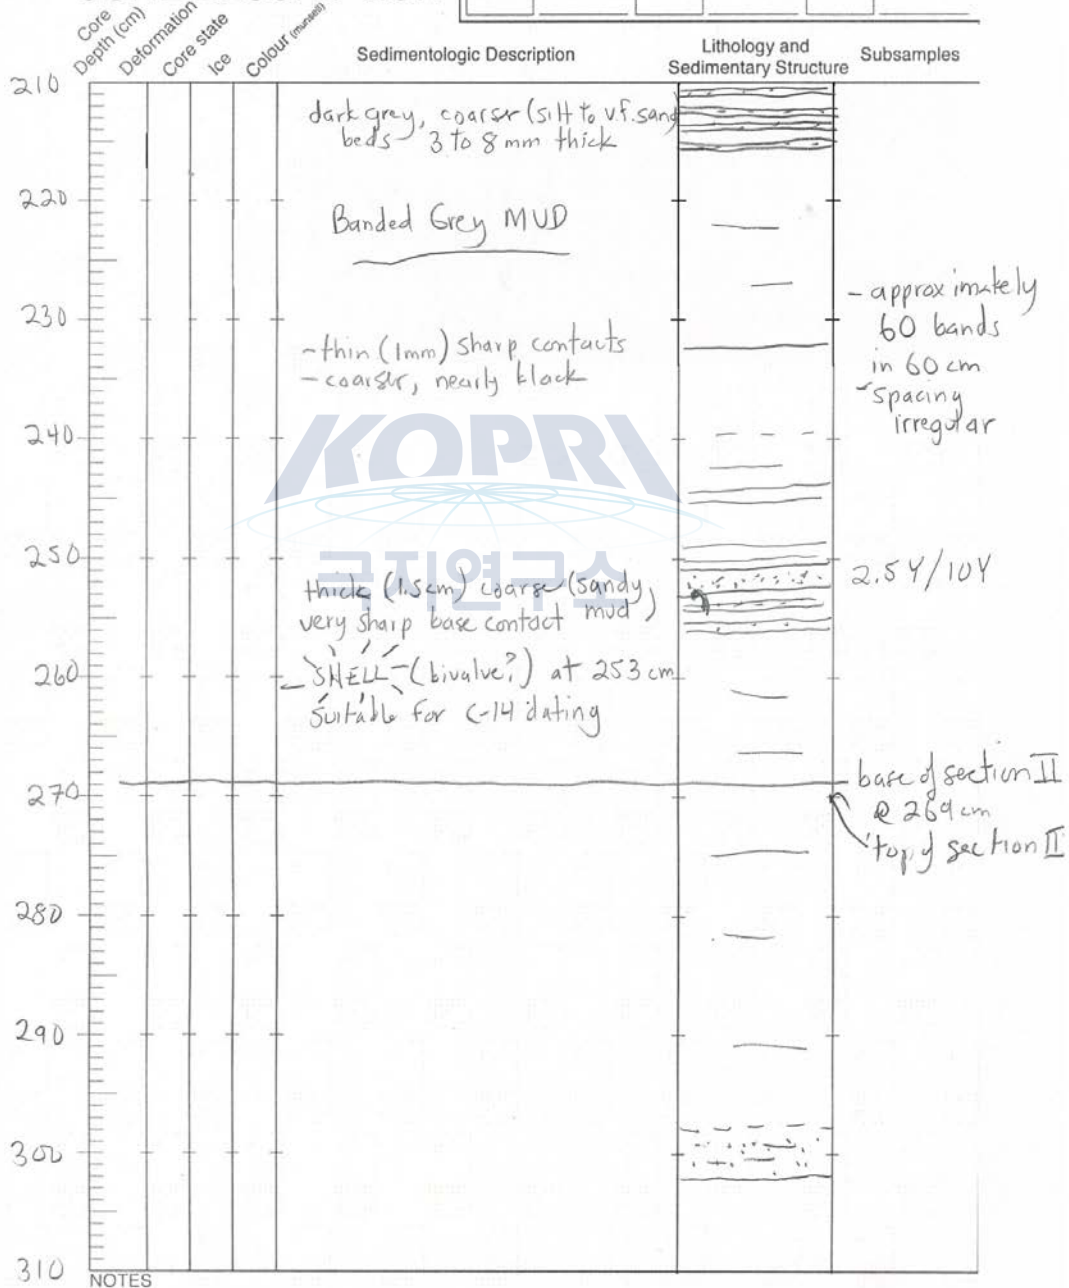 Core Depth (cm)
Deformation
Core state
Ice
Colour (munsell)
Sedimentologic Description
Lithology and
Sedimentary Structure
Subsamples
210
dark grey, coarser (silt to v.f. sand
beds - 3 to 8 mm thick
220
Banded Grey MUD
- approximately
60 bands
in 60 cm
- spacing
irregular
230
- thin (1mm) sharp contacts
- coarser, nearly black
240
KOPRI
극지연구소
250
2.5Y/10Y
thick (1.5cm) coarse (sandy mud)
very sharp base contact
260
- SHELL - (bivalve?) at 253 cm
suitable for C-14 dating
270
base of section II
@ 269 cm
top of section II
280
290
300
310
NOTES